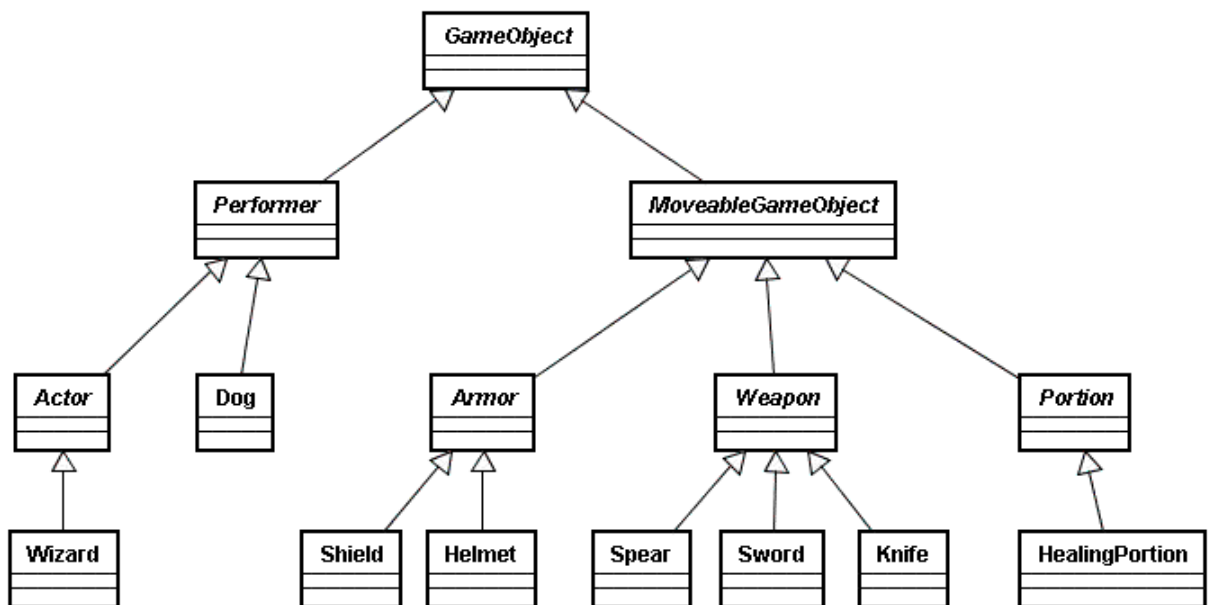 GameObject
Performer
MoveableGameObject
Actor
Dog
Armor
Weapon
Portion
Wizard
Shield
Helmet
Spear
Sword
Knife
HealingPortion